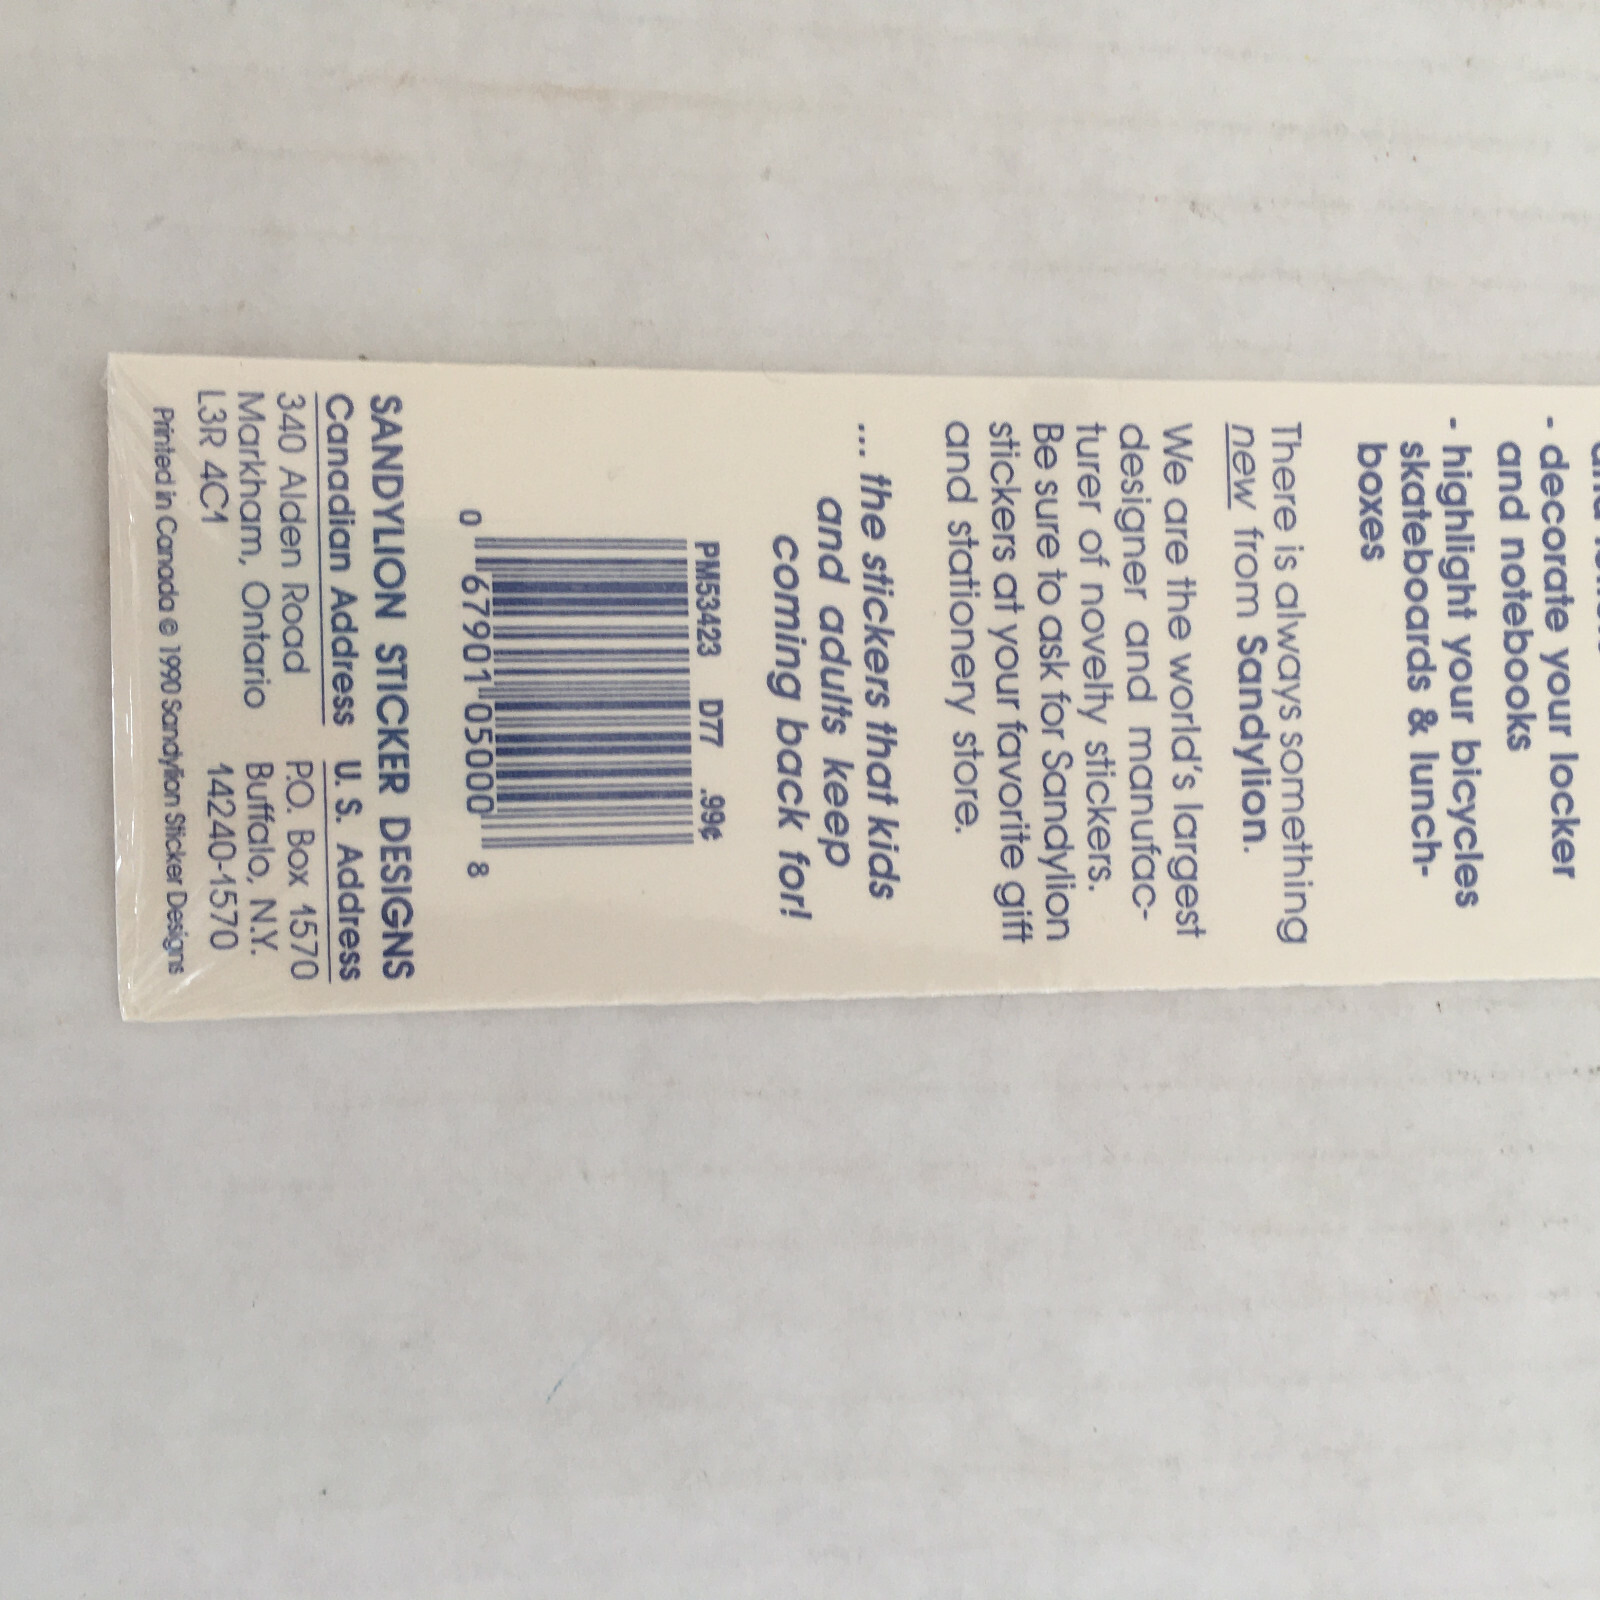 - decorate your locker
and notebooks
- highlight your bicycles
skateboards & lunch-
boxes
There is always something
new from Sandylion.
We are the world's largest
designer and manufac-
turer of novelty stickers.
Be sure to ask for Sandylion
stickers at your favorite gift
and stationery store.
... the stickers that kids
and adults keep
coming back for!
PM53423 D77 .99¢
0 67901 05000 8
SANDYLION STICKER DESIGNS
Canadian Address U. S. Address
340 Alden Road P.O. Box 1570
Markham, Ontario Buffalo, N.Y.
L3R 4C1 14240-1570
Printed in Canada © 1990 Sandylion Sticker Designs